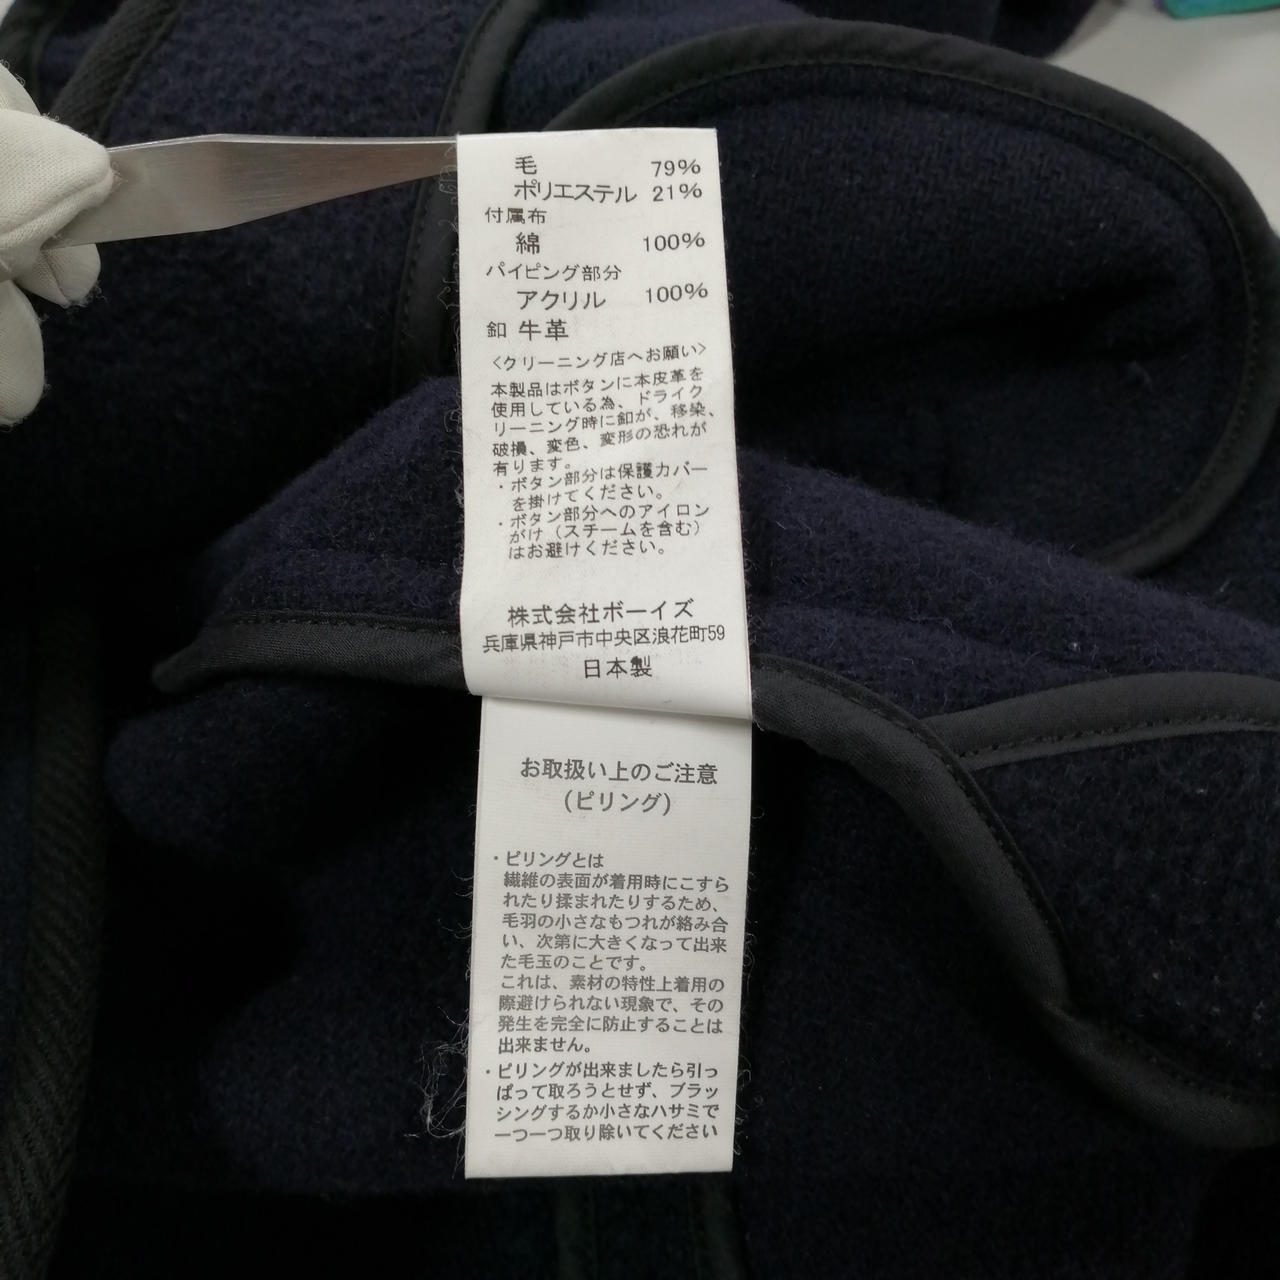 毛 79%
ポリエステル 21%
付属布
綿 100%
パイピング部分
アクリル 100%
釦 牛革
〈クリーニング店へお願い〉
本製品はボタンに本皮革を
使用している為、ドライク
リーニング時に釦が、移染、
破損、変色、変形の恐れが
有ります。
・ボタン部分は保護カバー
を掛けてください。
・ボタン部分へのアイロン
がけ（スチームを含む）
はお避けください。
株式会社ボーイズ
兵庫県神戸市中央区浪花町59
日本製
お取扱い上のご注意
(ピリング)
・ピリングとは
繊維の表面が着用時にこすら
れたり揉まれたりするため、
毛羽の小さなもつれが絡み合
い、次第に大きくなって出来
た毛玉のことです。
これは、素材の特性上着用の
際避けられない現象で、その
発生を完全に防止することは
出来ません。
・ピリングが出来ましたら引っ
ぱって取ろうとせず、ブラッ
シングするか小さなハサミで
一つ一つ取り除いてください